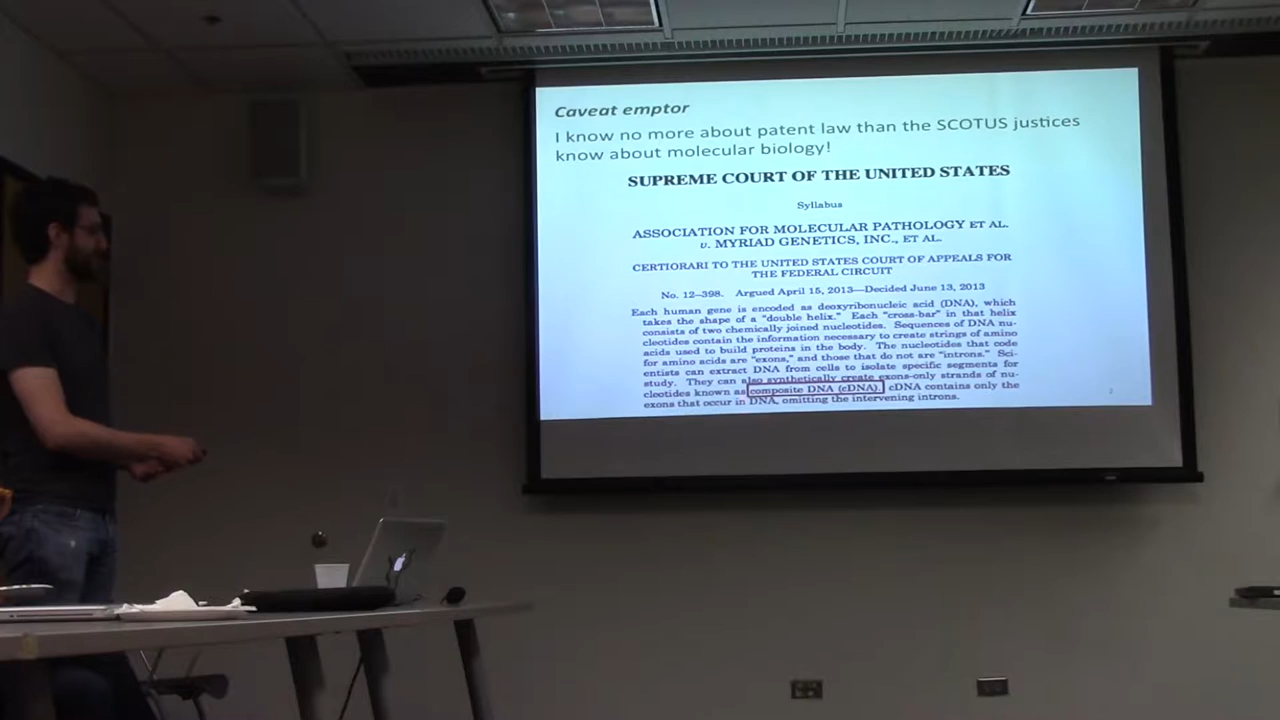 Caveat emptor
I know no more about patent law than the SCOTUS justices
know about molecular biology!
SUPREME COURT OF THE UNITED STATES
Syllabus
ASSOCIATION FOR MOLECULAR PATHOLOGY ET AL.
v. MYRIAD GENETICS, INC., ET AL.
CERTIORARI TO THE UNITED STATES COURT OF APPEALS FOR
THE FEDERAL CIRCUIT
No. 12–398. Argued April 15, 2013—Decided June 13, 2013
Each human gene is encoded as deoxyribonucleic acid (DNA), which
takes the shape of a “double helix.” Each “cross-bar” in that helix
consists of two chemically joined nucleotides. Sequences of DNA nu-
cleotides contain the information necessary to create strings of amino
acids used to build proteins in the body. The nucleotides that code
for amino acids are “exons,” and those that do not are “introns.” Sci-
entists can extract DNA from cells to isolate specific segments for
study. They can also synthetically create exons-only strands of nu-
cleotides known as composite DNA (cDNA). cDNA contains only the
exons that occur in DNA, omitting the intervening introns.
2